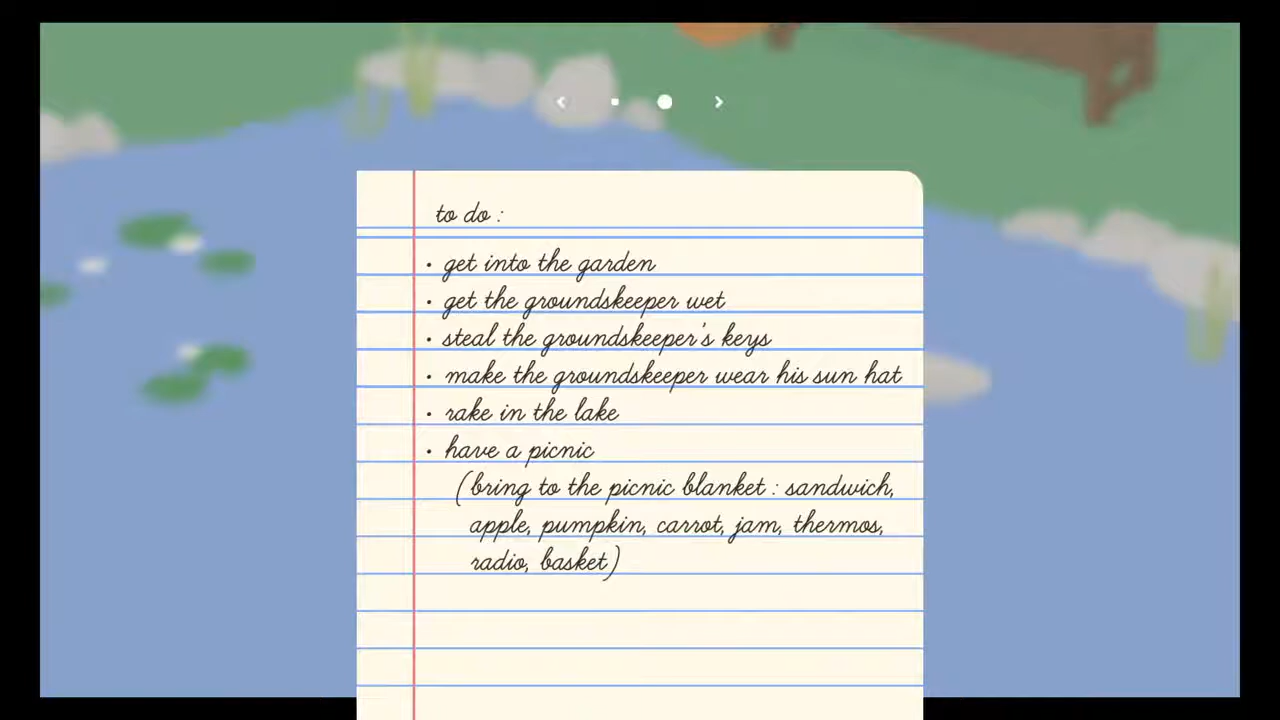 to do :
• get into the garden
• get the groundskeeper wet
• steal the groundskeeper's keys
• make the groundskeeper wear his sun hat
• rake in the lake
• have a picnic
(bring to the picnic blanket : sandwich,
apple, pumpkin, carrot, jam, thermos,
radio, basket)